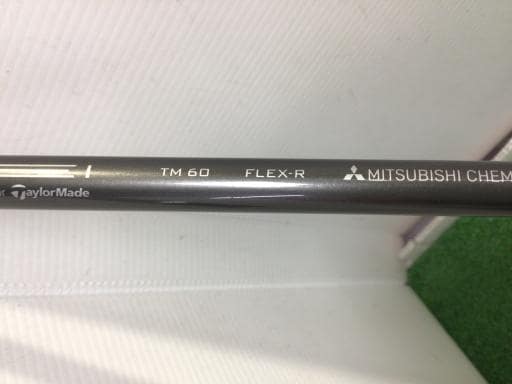 TM 60 FLEX-R MITSUBISHI CHEM
TaylorMade